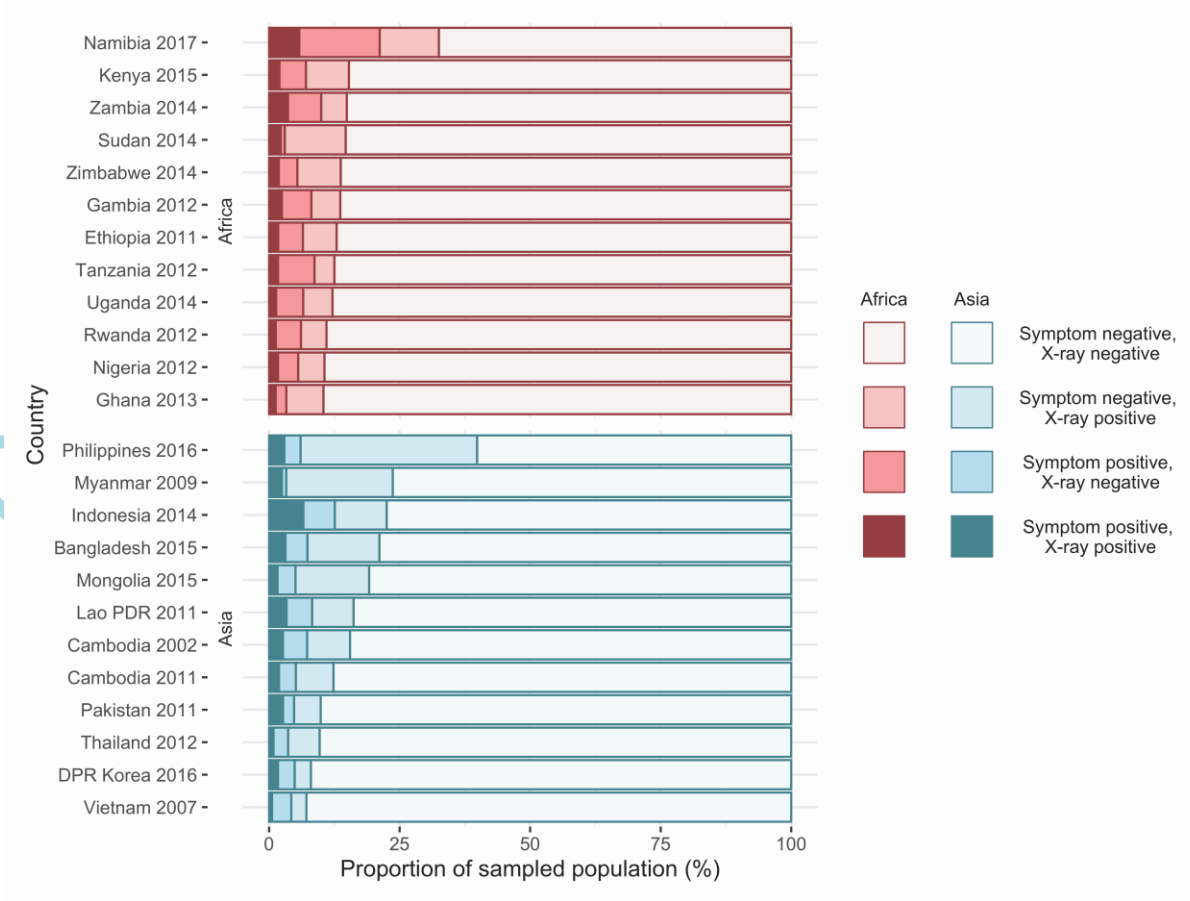 Namibia 2017
Kenya 2015
Zambia 2014
Sudan 2014
Zimbabwe 2014
Gambia 2012
Ethiopia 2011
Tanzania 2012
Uganda 2014
Rwanda 2012
Nigeria 2012
Ghana 2013
Africa
Philippines 2016
Myanmar 2009
Indonesia 2014
Bangladesh 2015
Mongolia 2015
Lao PDR 2011
Cambodia 2002
Cambodia 2011
Pakistan 2011
Thailand 2012
DPR Korea 2016
Vietnam 2007
Asia
Country
0 25 50 75 100
Proportion of sampled population (%)
Africa Asia
Symptom negative,
X-ray negative
Symptom negative,
X-ray positive
Symptom positive,
X-ray negative
Symptom positive,
X-ray positive